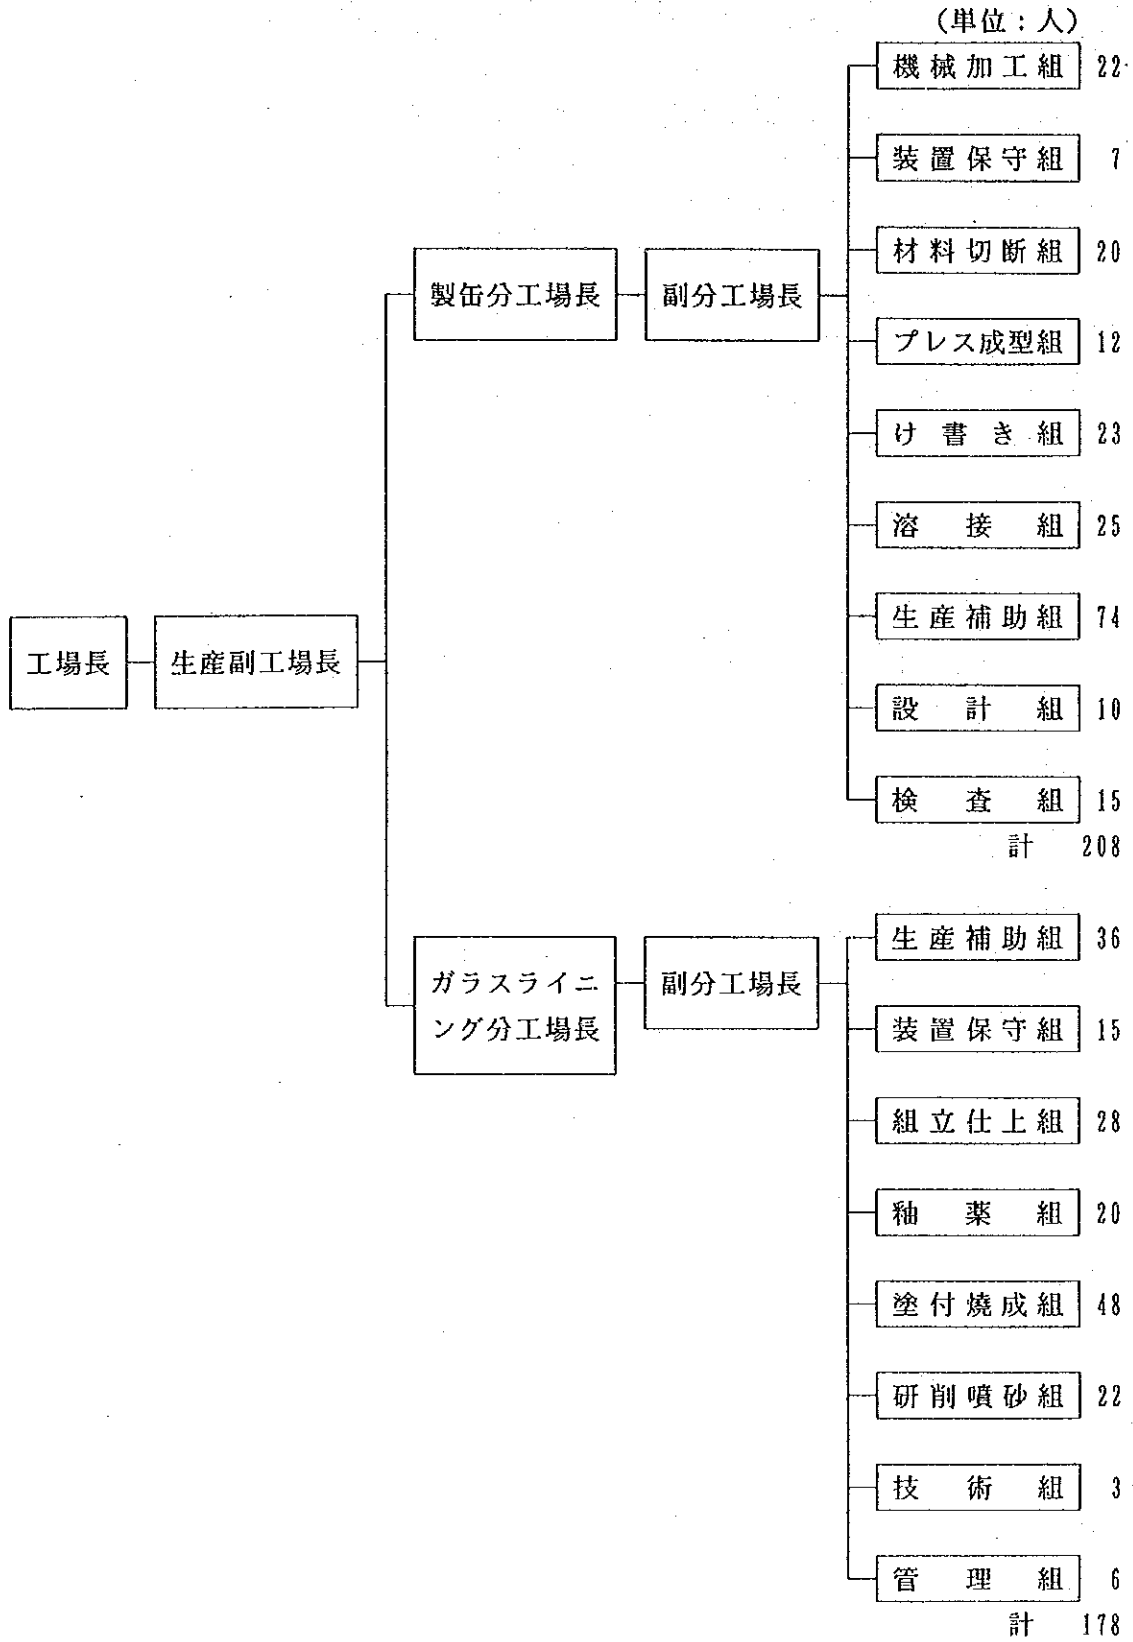 (単位:人)
機械加工組 22
装置保守組 7
材料切断組 20
製缶分工場長 副分工場長
プレス成型組 12
け書き組 23
溶接組 25
生産補助組 74
工場長 生産副工場長
設計組 10
検査組 15
計 208
生産補助組 36
ガラスライニ
ング分工場長
副分工場長
装置保守組 15
組立仕上組 28
釉薬組 20
塗付焼成組 48
研削噴砂組 22
技術組 3
管理組 6
計 178